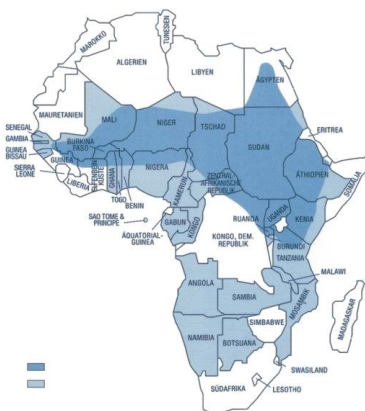 MAROKKO
TUNESIEN
ALGERIEN
LIBYEN
ÄGYPTEN
MAURETANIEN
MALI
NIGER
TSCHAD
SUDAN
ERITREA
SENEGAL
GAMBIA
GUINEA
BISSAU
GUINEA
SIERRA
LEONE
LIBERIA
BURKINA
FASO
ELFENBEIN
KÜSTE
GHANA
TOGO
BENIN
NIGERA
KAMERUN
ZENTRAL
AFRIKANISCHE
REPUBLIK
ÄTHIOPIEN
SOMALIA
SAO TOME &
PRINCIPE
ÄQUATORIAL-
GUINEA
GABUN
KONGO
KONGO, DEM.
REPUBLIK
RUANDA
UGANDA
KENIA
BURUNDI
TANZANIA
MALAWI
ANGOLA
SAMBIA
MOSAMBIK
MADAGASKAR
SIMBABWE
NAMIBIA
BOTSUANA
SWASILAND
LESOTHO
SÜDAFRIKA